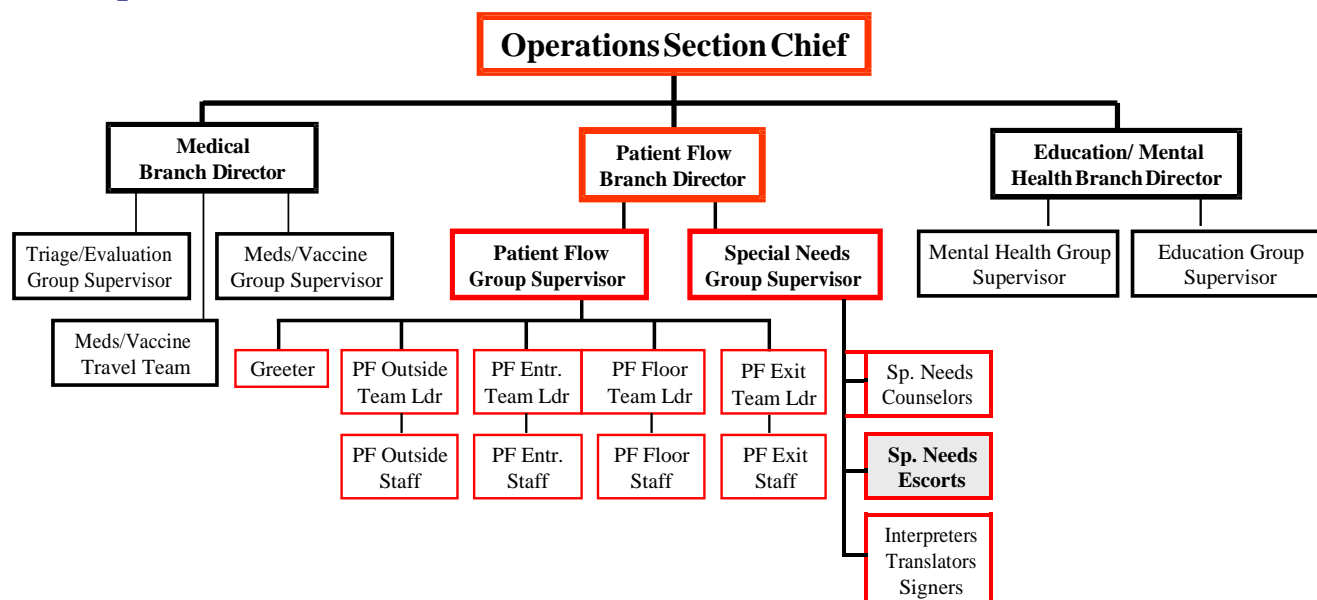 Operations Section Chief
Medical
Branch Director
Patient Flow
Branch Director
Education/ Mental
Health Branch Director
Triage/Evaluation
Group Supervisor
Meds/Vaccine
Group Supervisor
Meds/Vaccine
Travel Team
Patient Flow
Group Supervisor
Special Needs
Group Supervisor
Mental Health Group
Supervisor
Education Group
Supervisor
Greeter
PF Outside
Team Ldr
PF Entr.
Team Ldr
PF Floor
Team Ldr
PF Exit
Team Ldr
PF Outside
Staff
PF Entr.
Staff
PF Floor
Staff
PF Exit
Staff
Sp. Needs
Counselors
Sp. Needs
Escorts
Interpreters
Translators
Signers